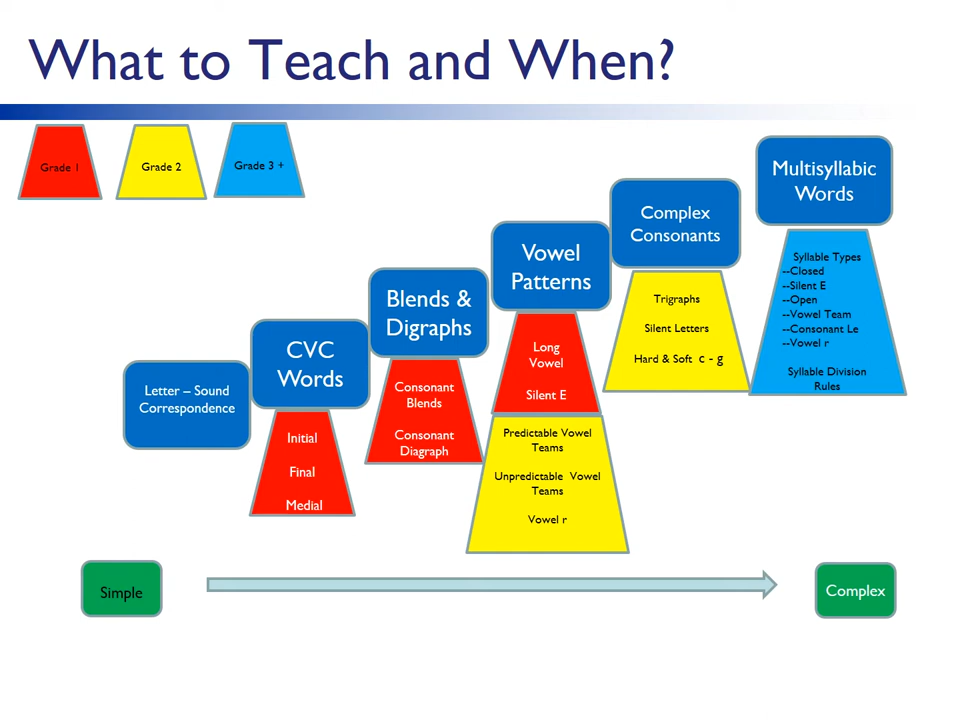 What to Teach and When?
Grade 1
Grade 2
Grade 3 +
Letter – Sound
Correspondence
CVC
Words
Initial
Final
Medial
Blends &
Digraphs
Consonant
Blends
Consonant
Diagraph
Vowel
Patterns
Long
Vowel
Silent E
Predictable Vowel
Teams
Unpredictable Vowel
Teams
Vowel r
Complex
Consonants
Trigraphs
Silent Letters
Hard & Soft c - g
Multisyllabic
Words
Syllable Types
--Closed
--Silent E
--Open
--Vowel Team
--Consonant Le
--Vowel r
Syllable Division
Rules
Simple
Complex